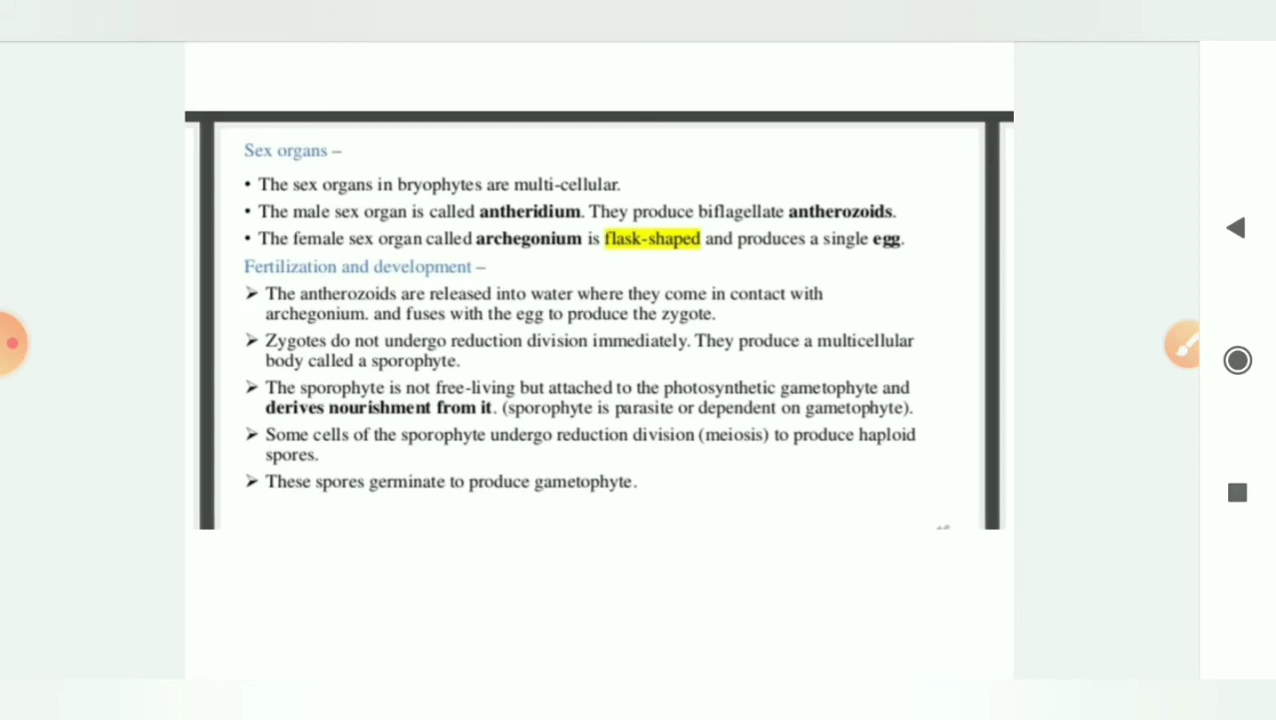 Sex organs –
• The sex organs in bryophytes are multi-cellular.
• The male sex organ is called antheridium. They produce biflagellate antherozoids.
• The female sex organ called archegonium is flask-shaped and produces a single egg.
Fertilization and development –
➢ The antherozoids are released into water where they come in contact with
archegonium. and fuses with the egg to produce the zygote.
➢ Zygotes do not undergo reduction division immediately. They produce a multicellular
body called a sporophyte.
➢ The sporophyte is not free-living but attached to the photosynthetic gametophyte and
derives nourishment from it. (sporophyte is parasite or dependent on gametophyte).
➢ Some cells of the sporophyte undergo reduction division (meiosis) to produce haploid
spores.
➢ These spores germinate to produce gametophyte.